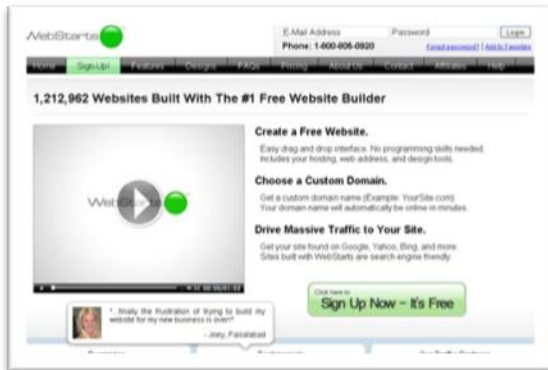 WebStarts
E-Mail Address Password Login
Phone: 1-800-805-0920
Forgot password? | Add to Favorites
Home Sign-Up! Features Designs FAQs Pricing About Us Contact Affiliates Help
1,212,962 Websites Built With The #1 Free Website Builder
Create a Free Website.
Easy drag and drop interface. No programming skills needed.
Includes your hosting, web address, and design tools.
WebStarts
Choose a Custom Domain.
Get a custom domain name (Example: YourSite.com).
Your domain name will automatically be online in minutes.
Drive Massive Traffic to Your Site.
Get your site found on Google, Yahoo, Bing, and more.
Sites built with WebStarts are search engine friendly.
Click here to
Sign Up Now – It's Free
"...finally the frustration of trying to build my
website for my new business is over!"
- Joey, Faisalabad